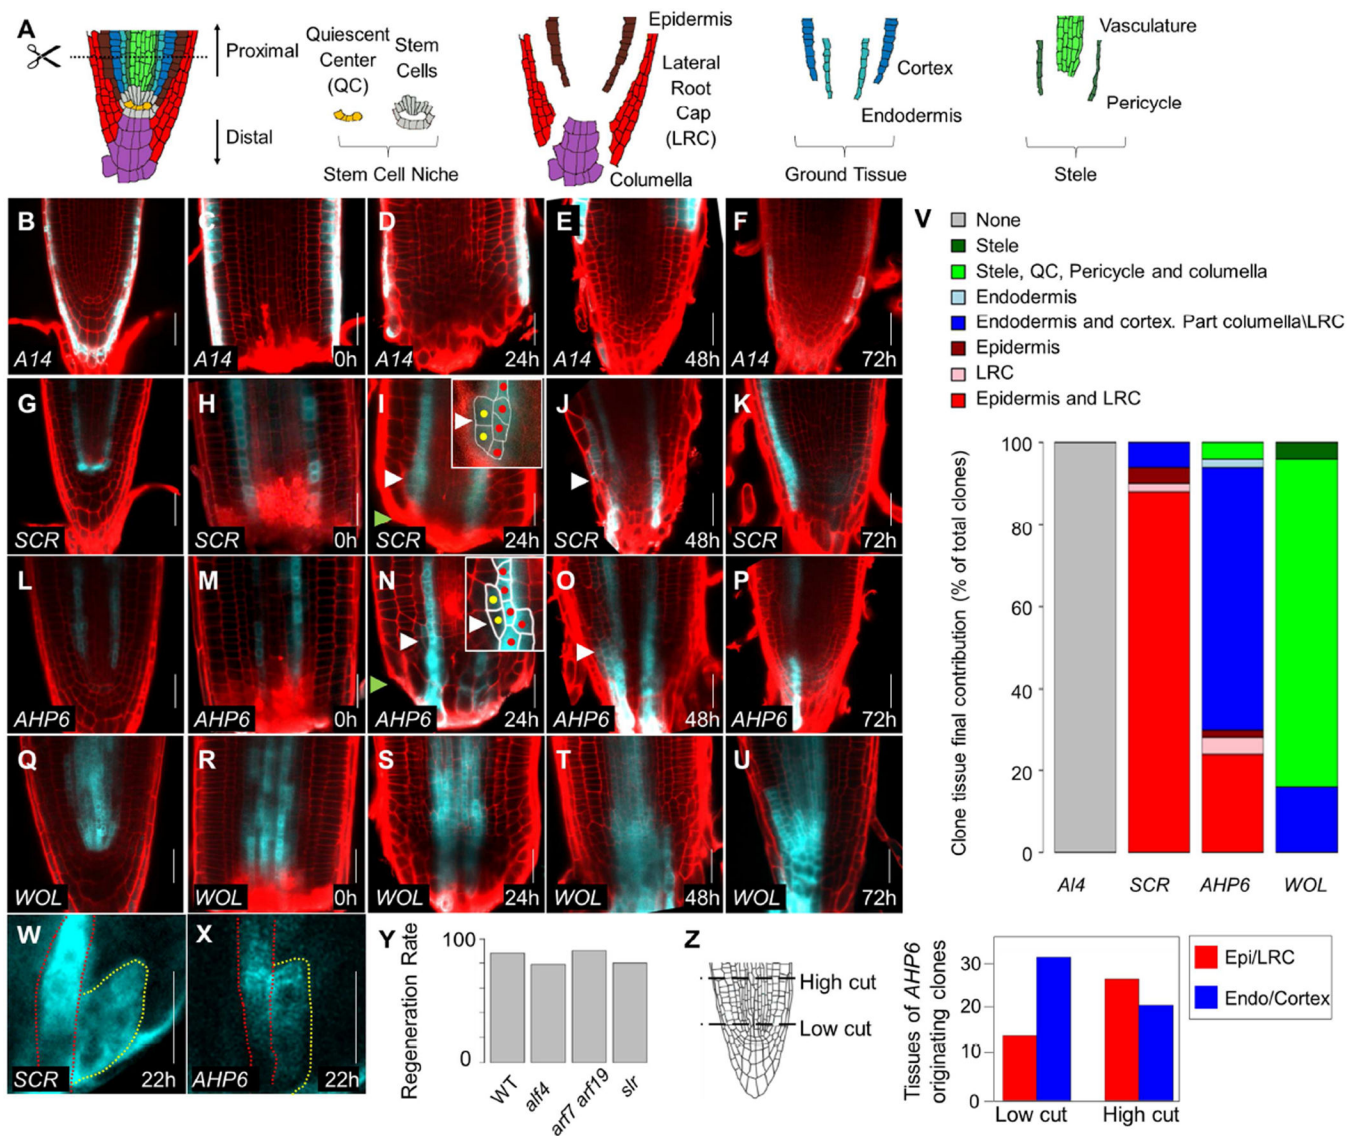 A
Proximal
Distal
Quiescent
Center
(QC)
Stem
Cells
Stem Cell Niche
Epidermis
Lateral
Root
Cap
(LRC)
Columella
Cortex
Endodermis
Ground Tissue
Vasculature
Pericycle
Stele
B
A14
C
A14
0h
D
A14
24h
E
A14
48h
F
A14
72h
G
SCR
H
SCR
0h
I
SCR
24h
J
SCR
48h
K
SCR
72h
L
AHP6
M
AHP6
0h
N
AHP6
24h
O
AHP6
48h
P
AHP6
72h
Q
WOL
R
WOL
0h
S
WOL
24h
T
WOL
48h
U
WOL
72h
V
None
Stele
Stele, QC, Pericycle and columella
Endodermis
Endodermis and cortex. Part columella\LRC
Epidermis
LRC
Epidermis and LRC
Clone tissue final contribution (% of total clones)
100
80
60
40
20
0
Al4
SCR
AHP6
WOL
W
SCR
22h
X
AHP6
22h
Y
Regeneration Rate
100
0
WT
alf4
arf7 arf19
slr
Z
High cut
Low cut
Tissues of AHP6
originating clones
30
20
10
0
Low cut
High cut
Epi/LRC
Endo/Cortex